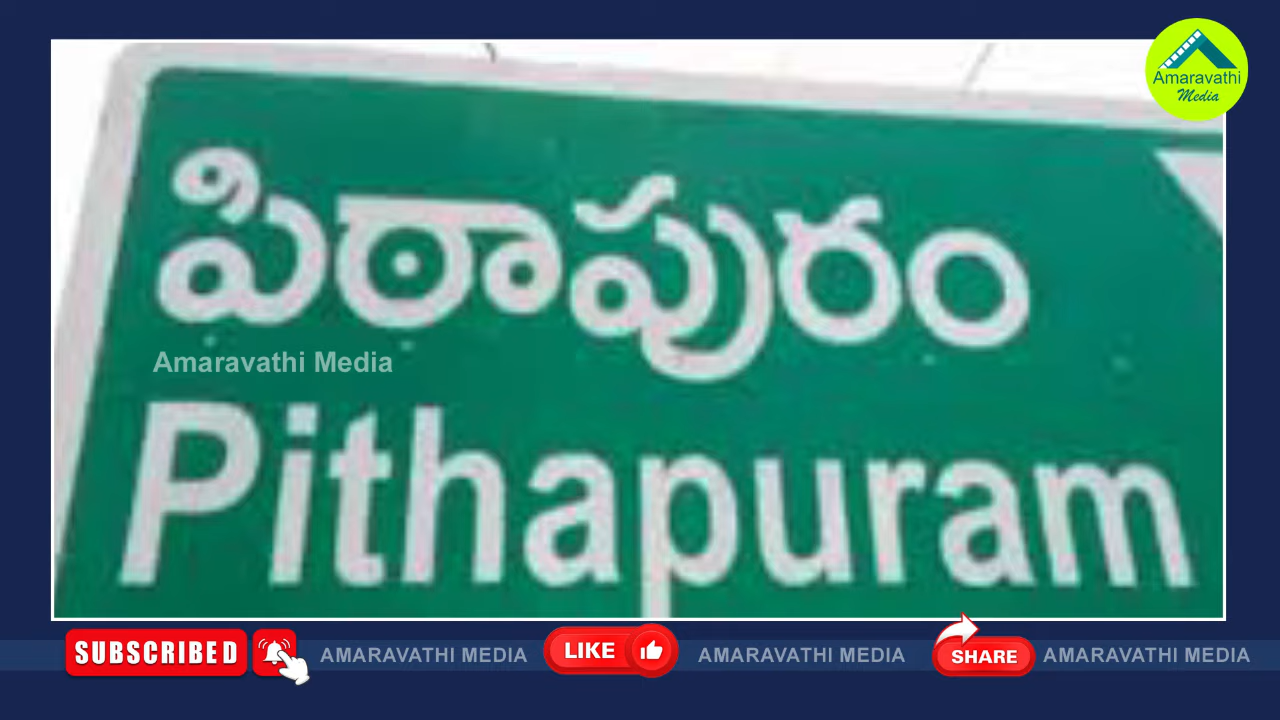 Amaravathi
Media
పిఠాపురం
Amaravathi Media
Pithapuram
SUBSCRIBED AMARAVATHI MEDIA LIKE AMARAVATHI MEDIA SHARE AMARAVATHI MEDIA